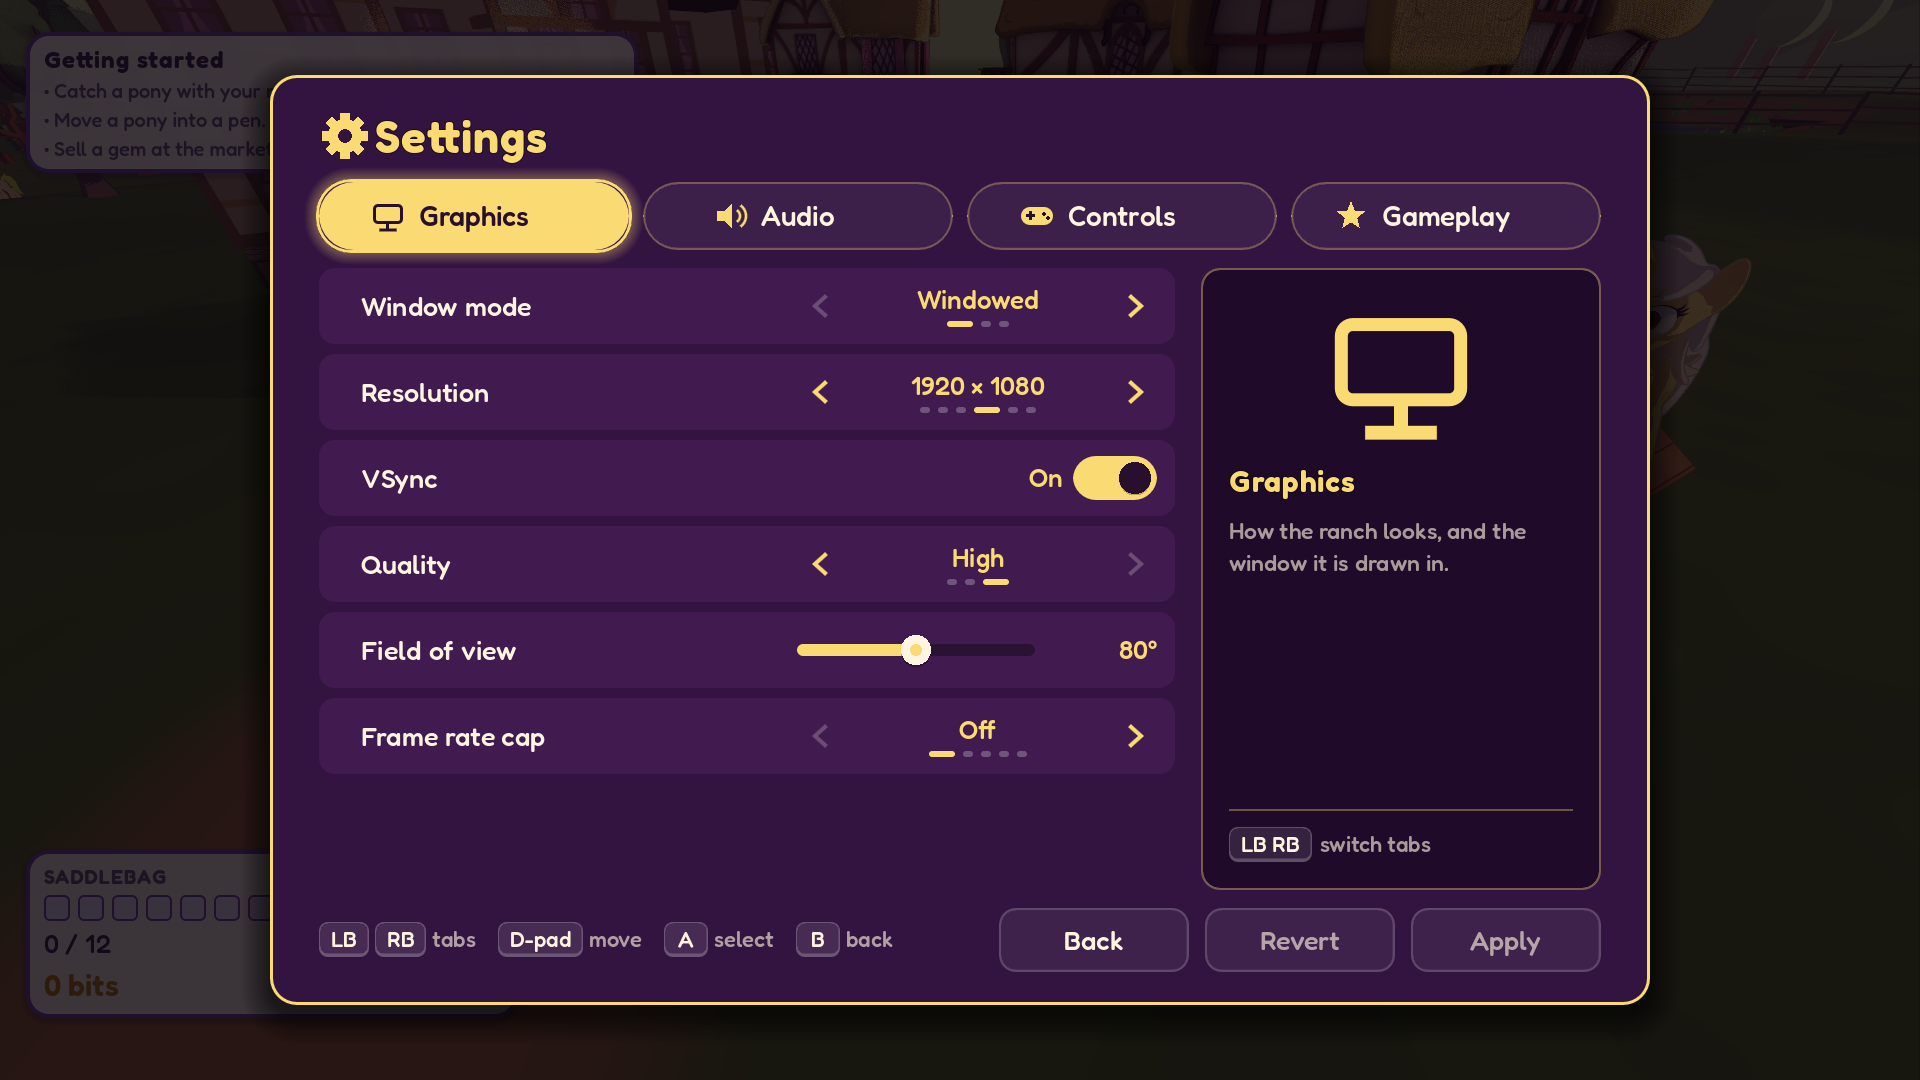 Getting started
• Catch a pony with your
• Move a pony into a pen.
• Sell a gem at the market
Settings
Graphics
Audio
Controls
Gameplay
Window mode
Windowed
Resolution
1920 × 1080
VSync
On
Quality
High
Field of view
80°
Frame rate cap
Off
Graphics
How the ranch looks, and the
window it is drawn in.
LB RB switch tabs
SADDLEBAG
0 / 12
0 bits
LB RB tabs D-pad move A select B back
Back
Revert
Apply